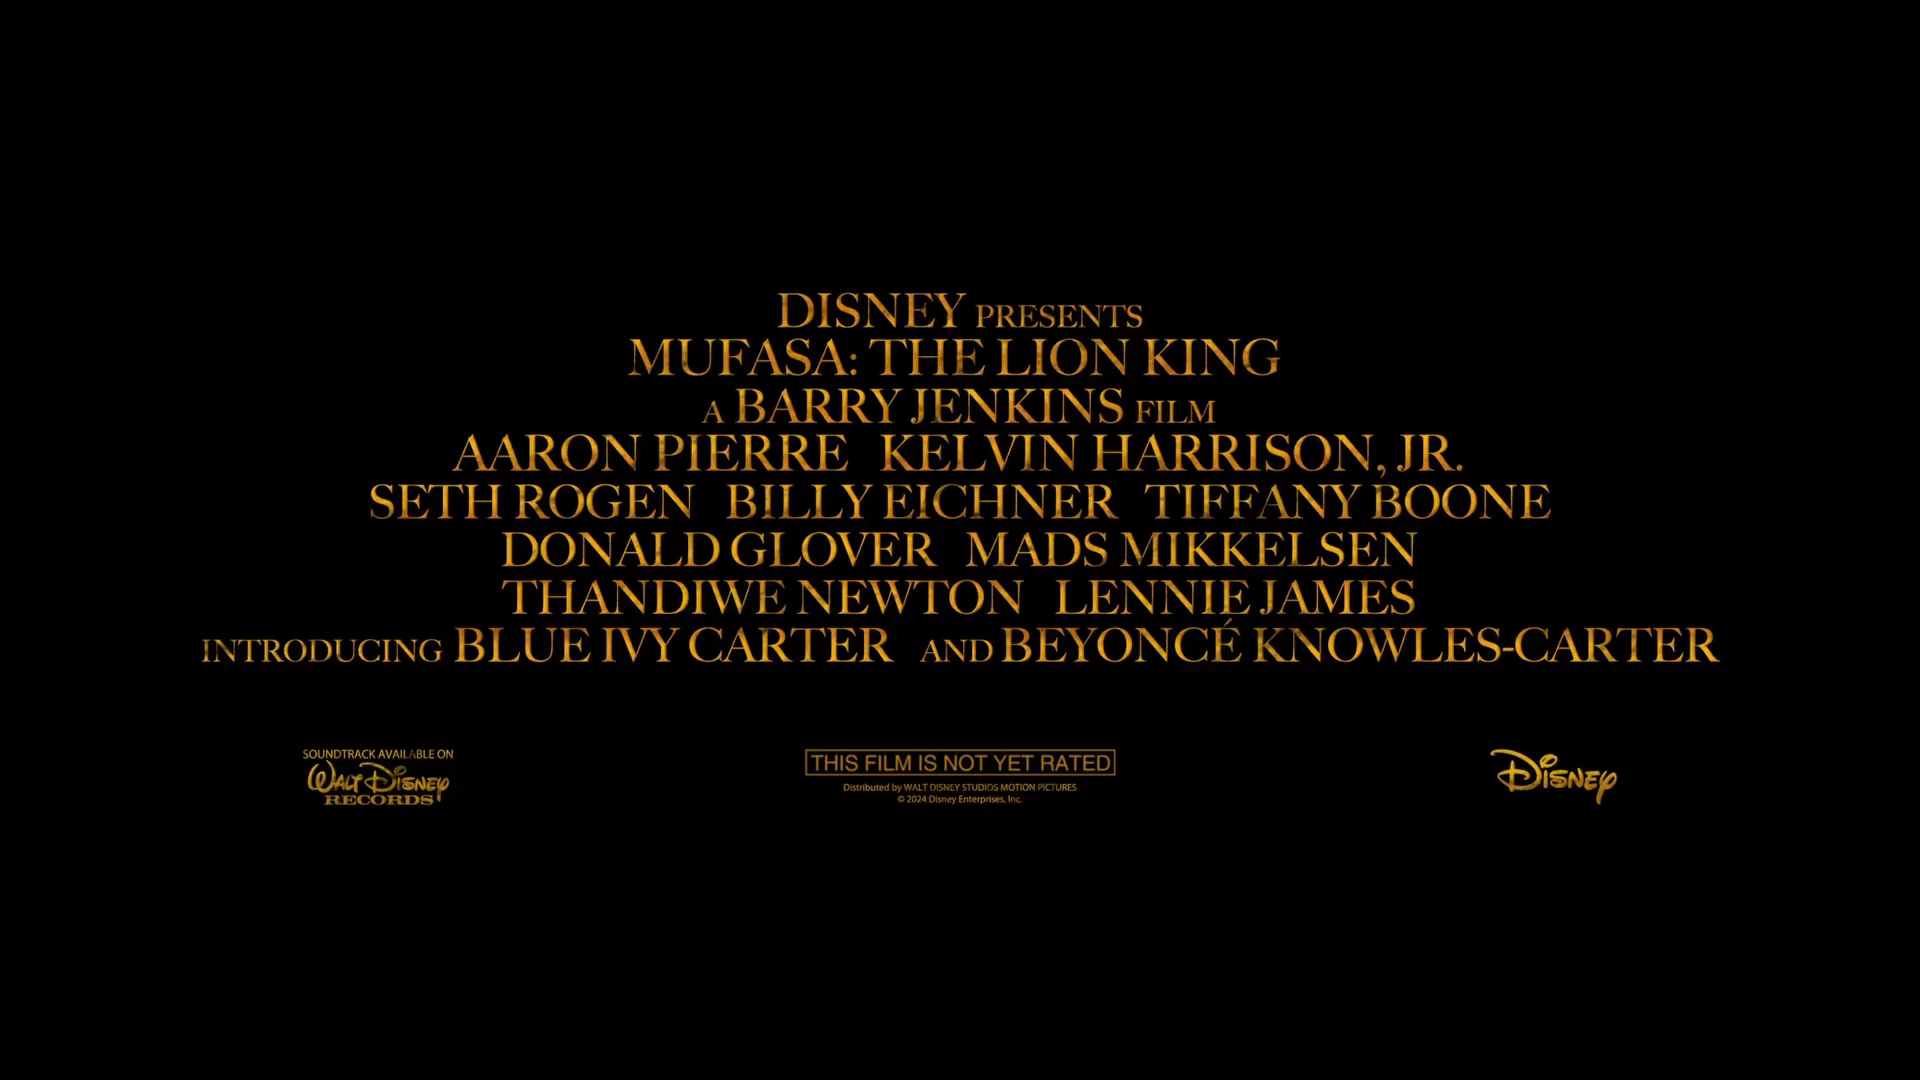 DISNEY PRESENTS
MUFASA: THE LION KING
A BARRY JENKINS FILM
AARON PIERRE KELVIN HARRISON, JR.
SETH ROGEN BILLY EICHNER TIFFANY BOONE
DONALD GLOVER MADS MIKKELSEN
THANDIWE NEWTON LENNIE JAMES
INTRODUCING BLUE IVY CARTER AND BEYONCÉ KNOWLES-CARTER
SOUNDTRACK AVAILABLE ON
WALT DISNEY
RECORDS
THIS FILM IS NOT YET RATED
Distributed by WALT DISNEY STUDIOS MOTION PICTURES
© 2024 Disney Enterprises, Inc.
DISNEY